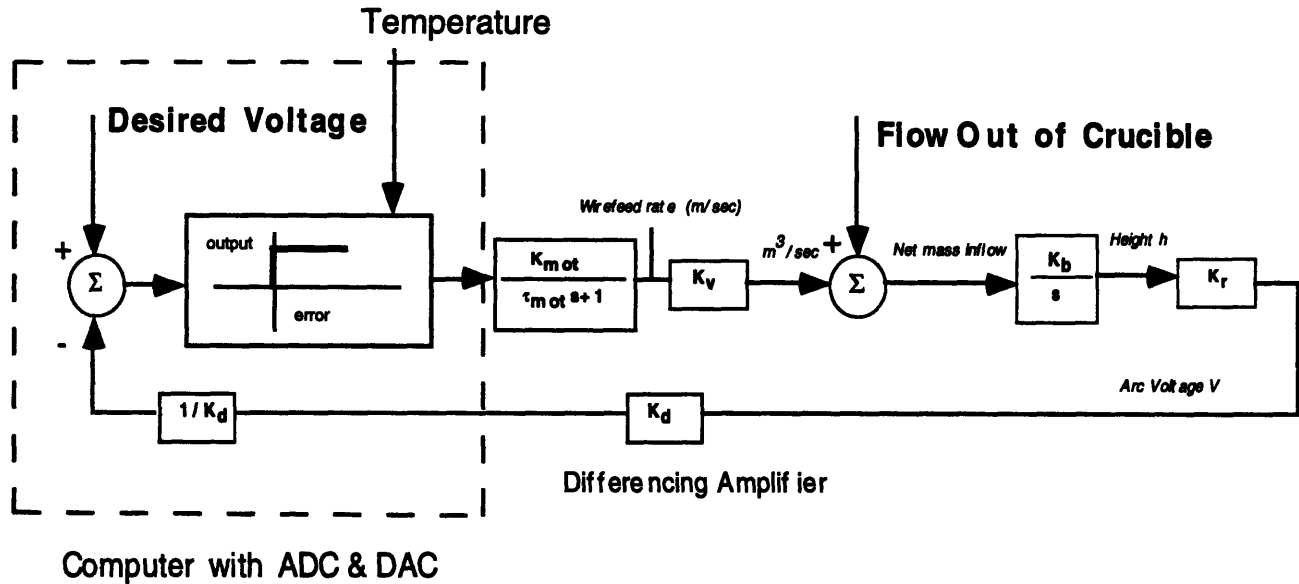 Temperature
Desired Voltage
Flow Out of Crucible
Wirefeed rate (m/sec)
output
error
+
Σ
-
K_mot
τ_mot s+1
K_v
m^3/sec
+
Σ
Net mass inflow
K_b
s
Height h
K_r
Arc Voltage V
1/K_d
K_d
Differencing Amplifier
Computer with ADC & DAC